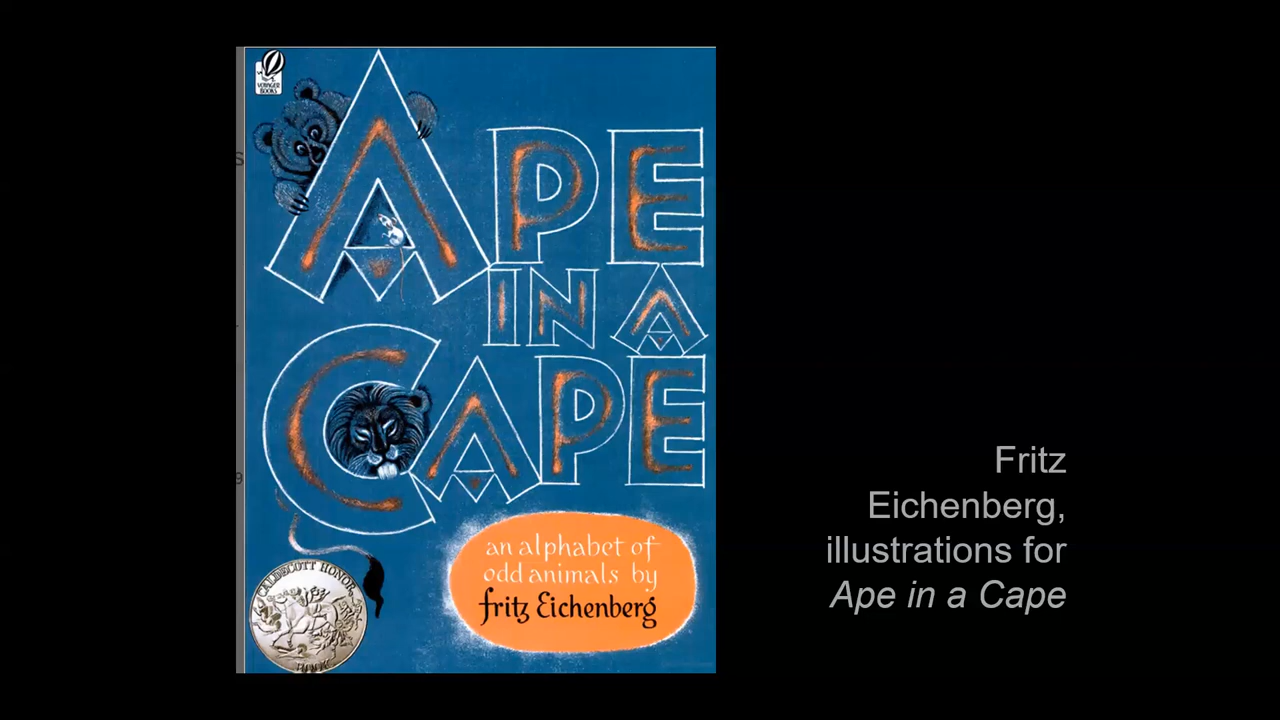 VOYAGER
BOOKS
APE
IN A
CAPE
an alphabet of
odd animals by
fritz Eichenberg
CALDECOTT HONOR
BOOK
Fritz
Eichenberg,
illustrations for
Ape in a Cape